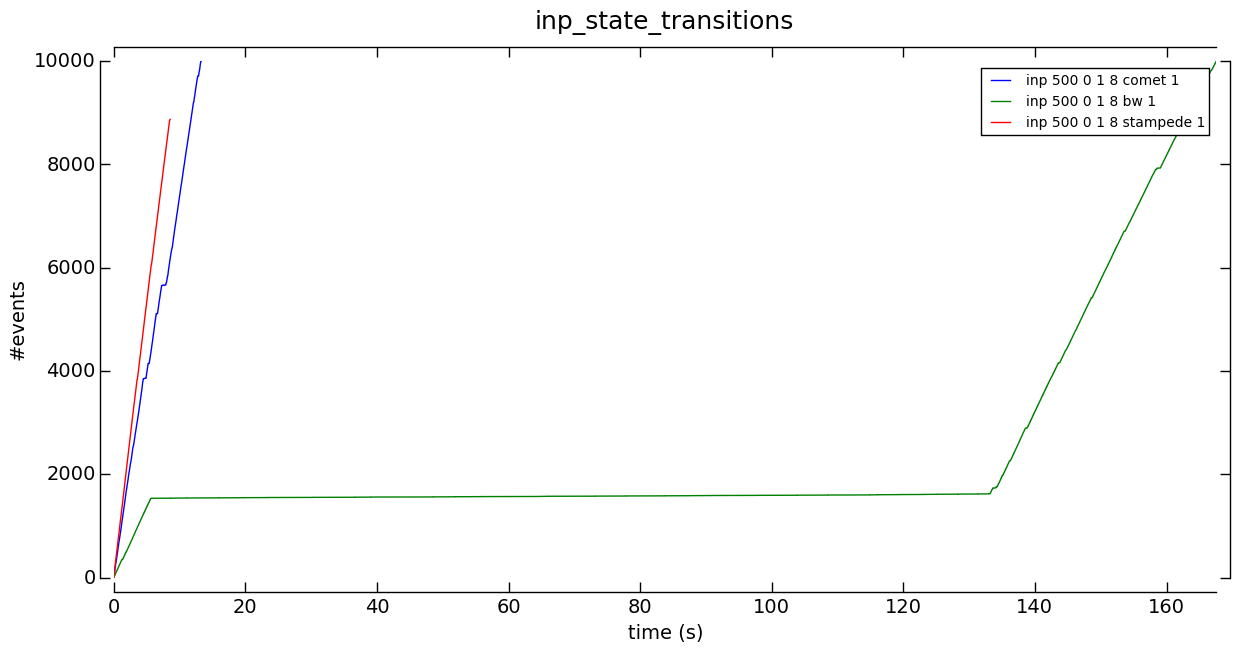 inp_state_transitions
10000
8000
6000
4000
2000
0
#events
inp 500 0 1 8 comet 1
inp 500 0 1 8 bw 1
inp 500 0 1 8 stampede 1
0 20 40 60 80 100 120 140 160
time (s)